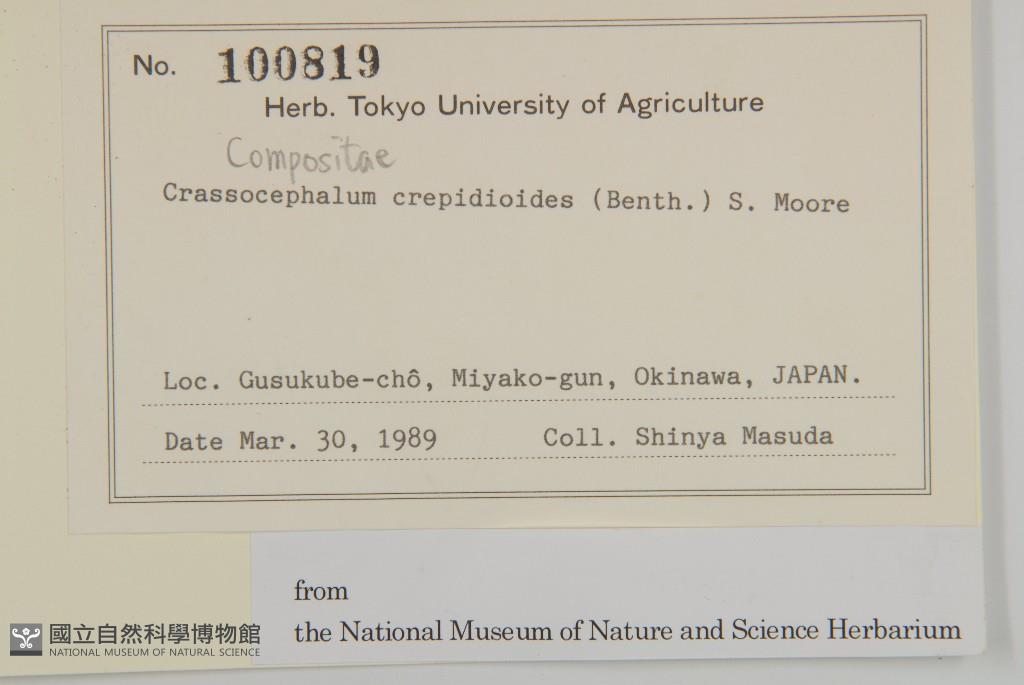 No. 100819
Herb. Tokyo University of Agriculture
Compositae
Crassocephalum crepidioides (Benth.) S. Moore
Loc. Gusukube-chô, Miyako-gun, Okinawa, JAPAN.
Date Mar. 30, 1989 Coll. Shinya Masuda
from
the National Museum of Nature and Science Herbarium
國立自然科學博物館
NATIONAL MUSEUM OF NATURAL SCIENCE